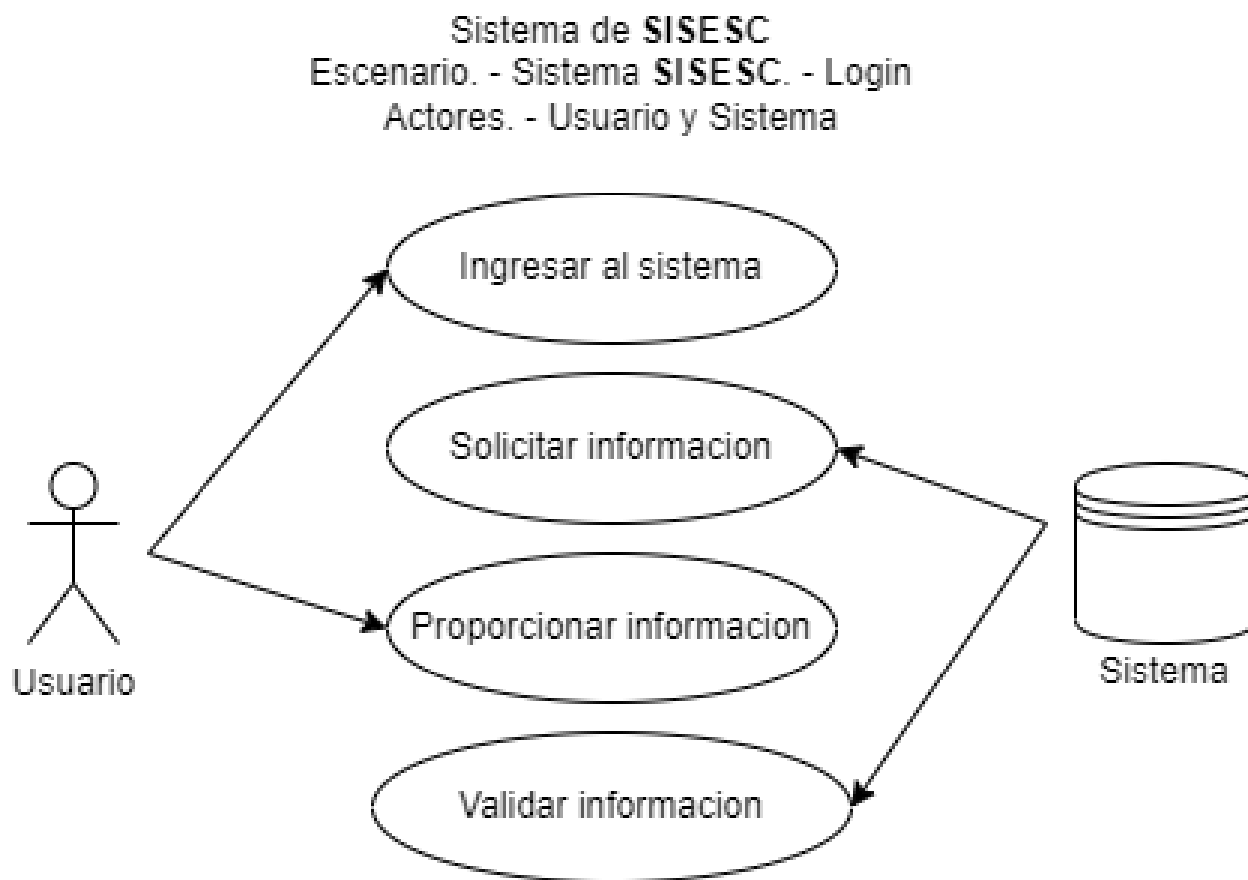 Sistema de SISESC
Escenario. - Sistema SISESC. - Login
Actores. - Usuario y Sistema
Ingresar al sistema
Solicitar informacion
Proporcionar informacion
Validar informacion
Usuario
Sistema